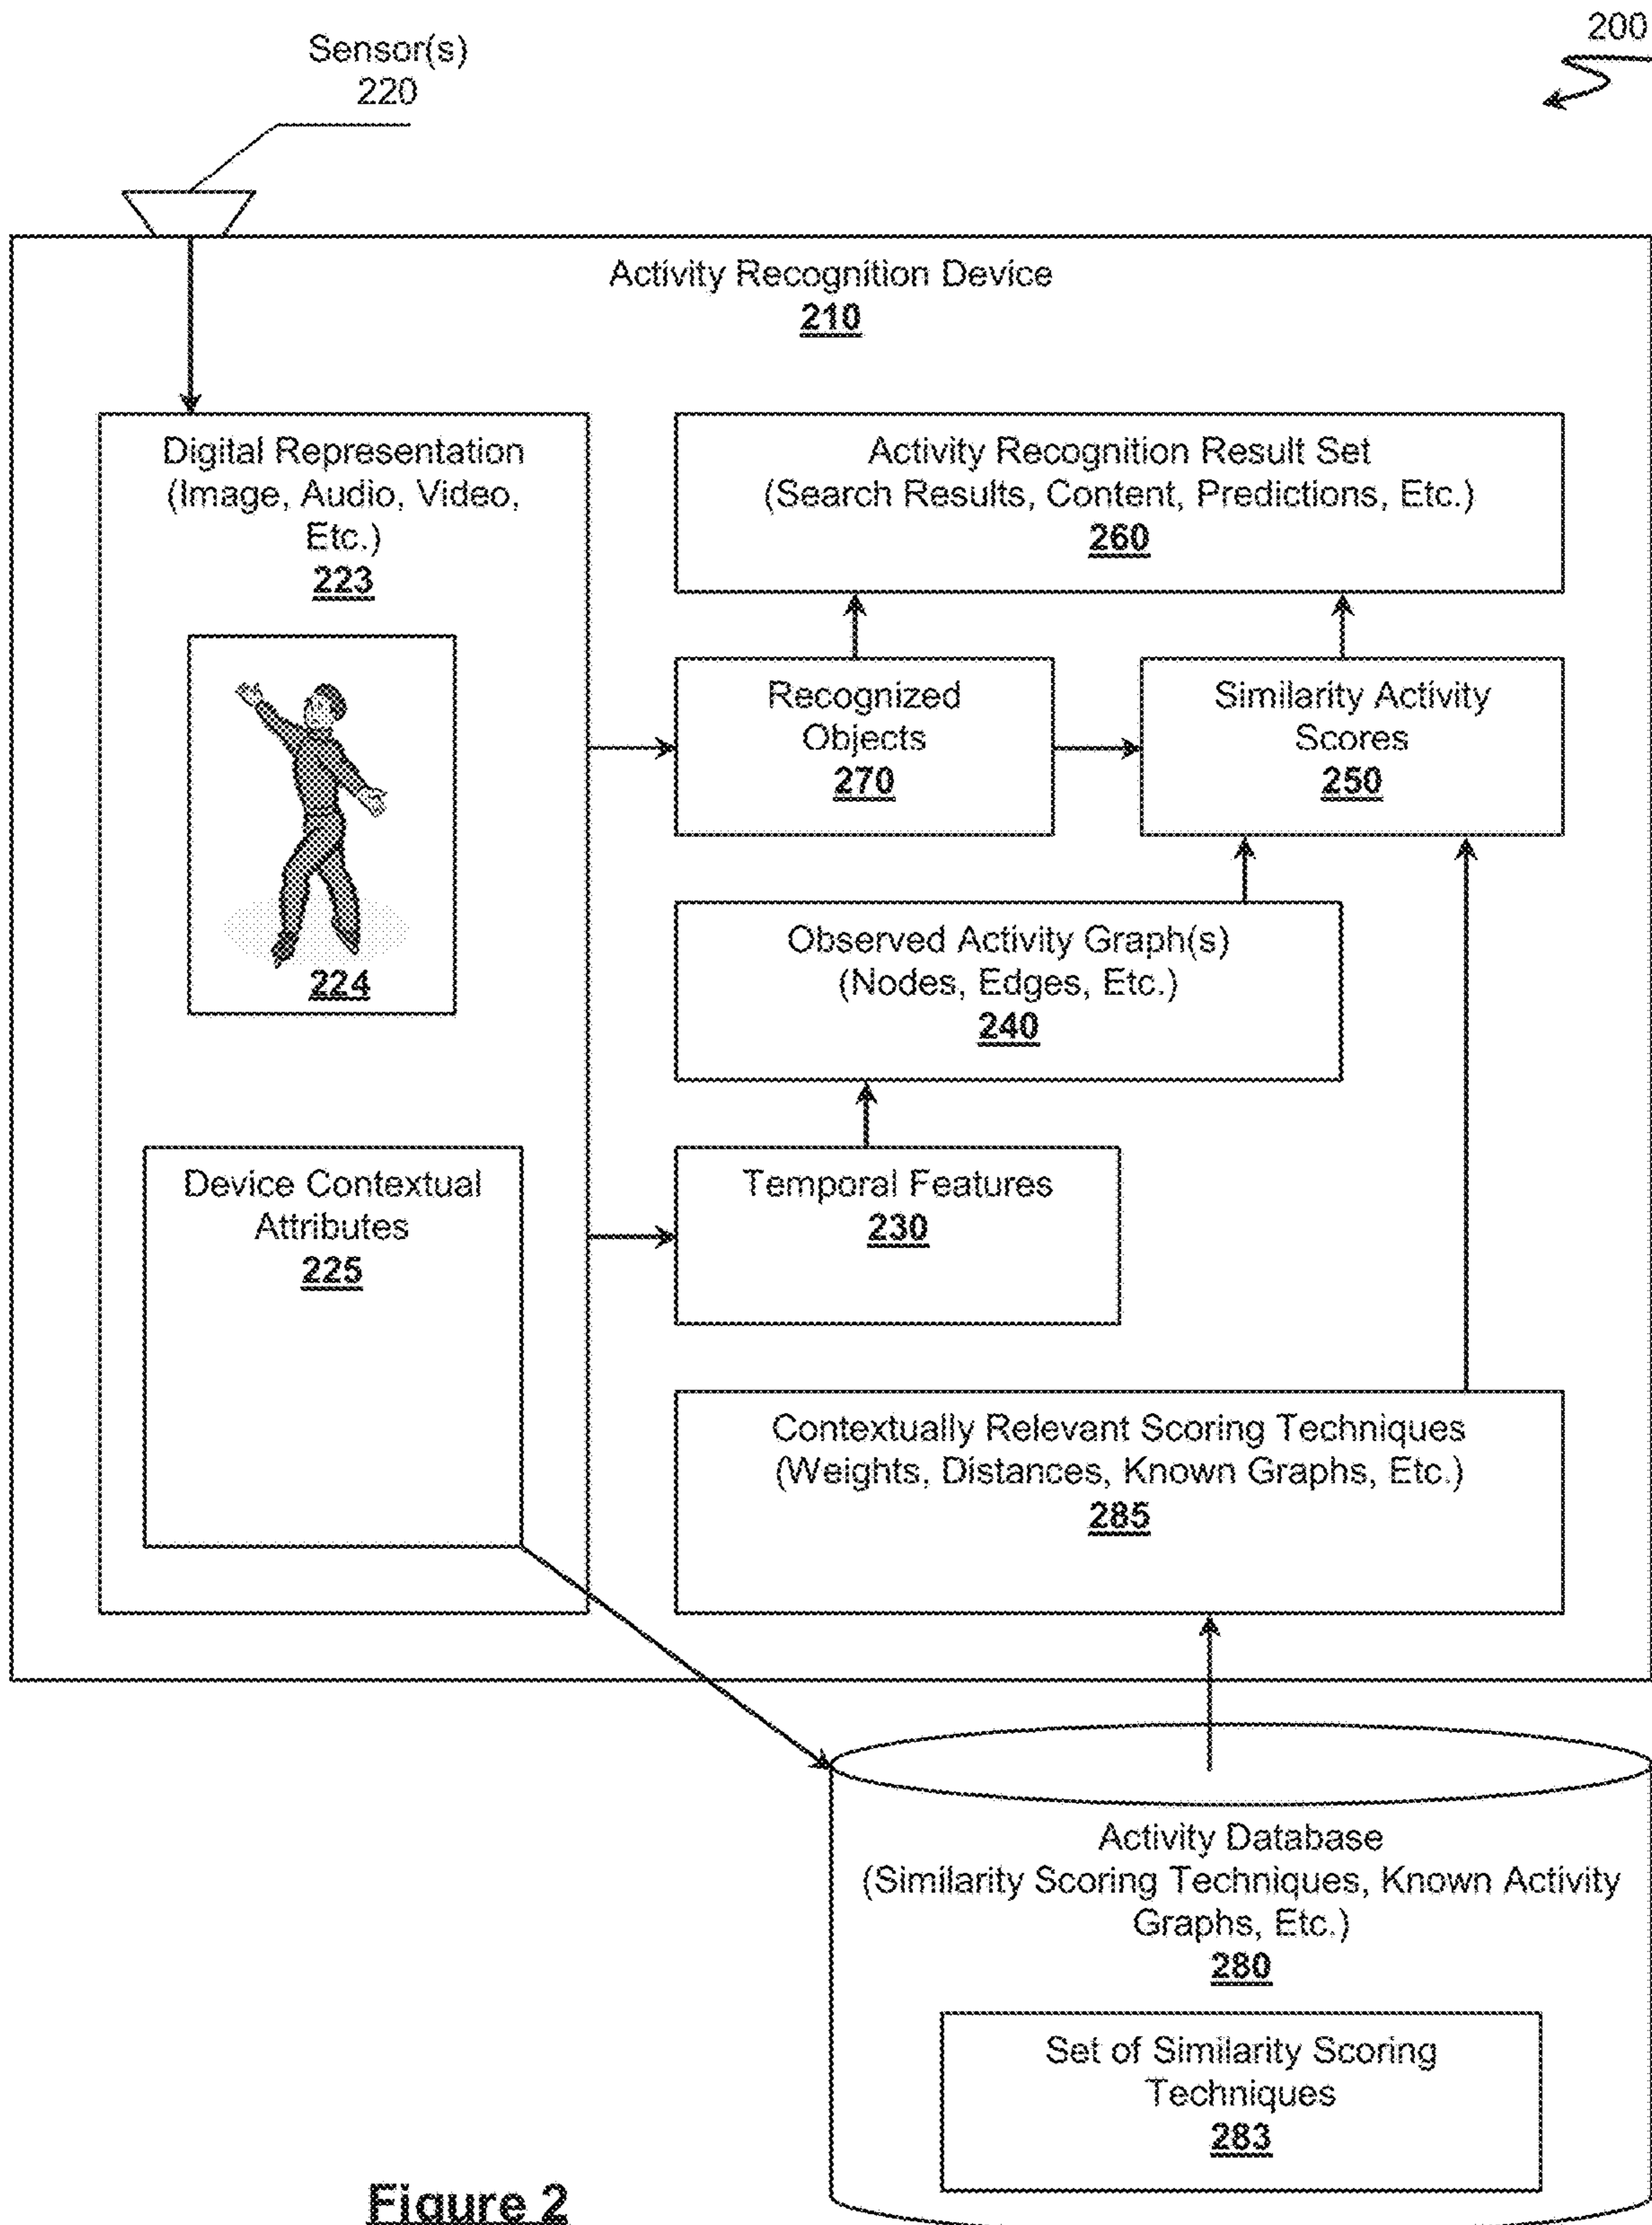 200
Sensor(s)
220
Activity Recognition Device
210
Digital Representation
(Image, Audio, Video,
Etc.)
223
224
Device Contextual
Attributes
225
Activity Recognition Result Set
(Search Results, Content, Predictions, Etc.)
260
Recognized
Objects
270
Similarity Activity
Scores
250
Observed Activity Graph(s)
(Nodes, Edges, Etc.)
240
Temporal Features
230
Contextually Relevant Scoring Techniques
(Weights, Distances, Known Graphs, Etc.)
285
Activity Database
(Similarity Scoring Techniques, Known Activity
Graphs, Etc.)
280
Set of Similarity Scoring
Techniques
283
Figure 2